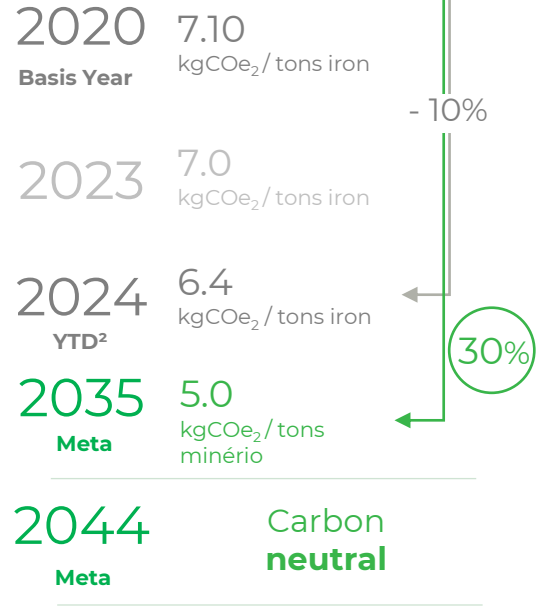 2020
7.10
Basis Year
kgCOe₂ / tons iron
- 10%
2023
7.0
kgCOe₂ / tons iron
2024
6.4
YTD²
kgCOe₂ / tons iron
30%
2035
5.0
Meta
kgCOe₂ / tons
minério
2044
Carbon
neutral
Meta